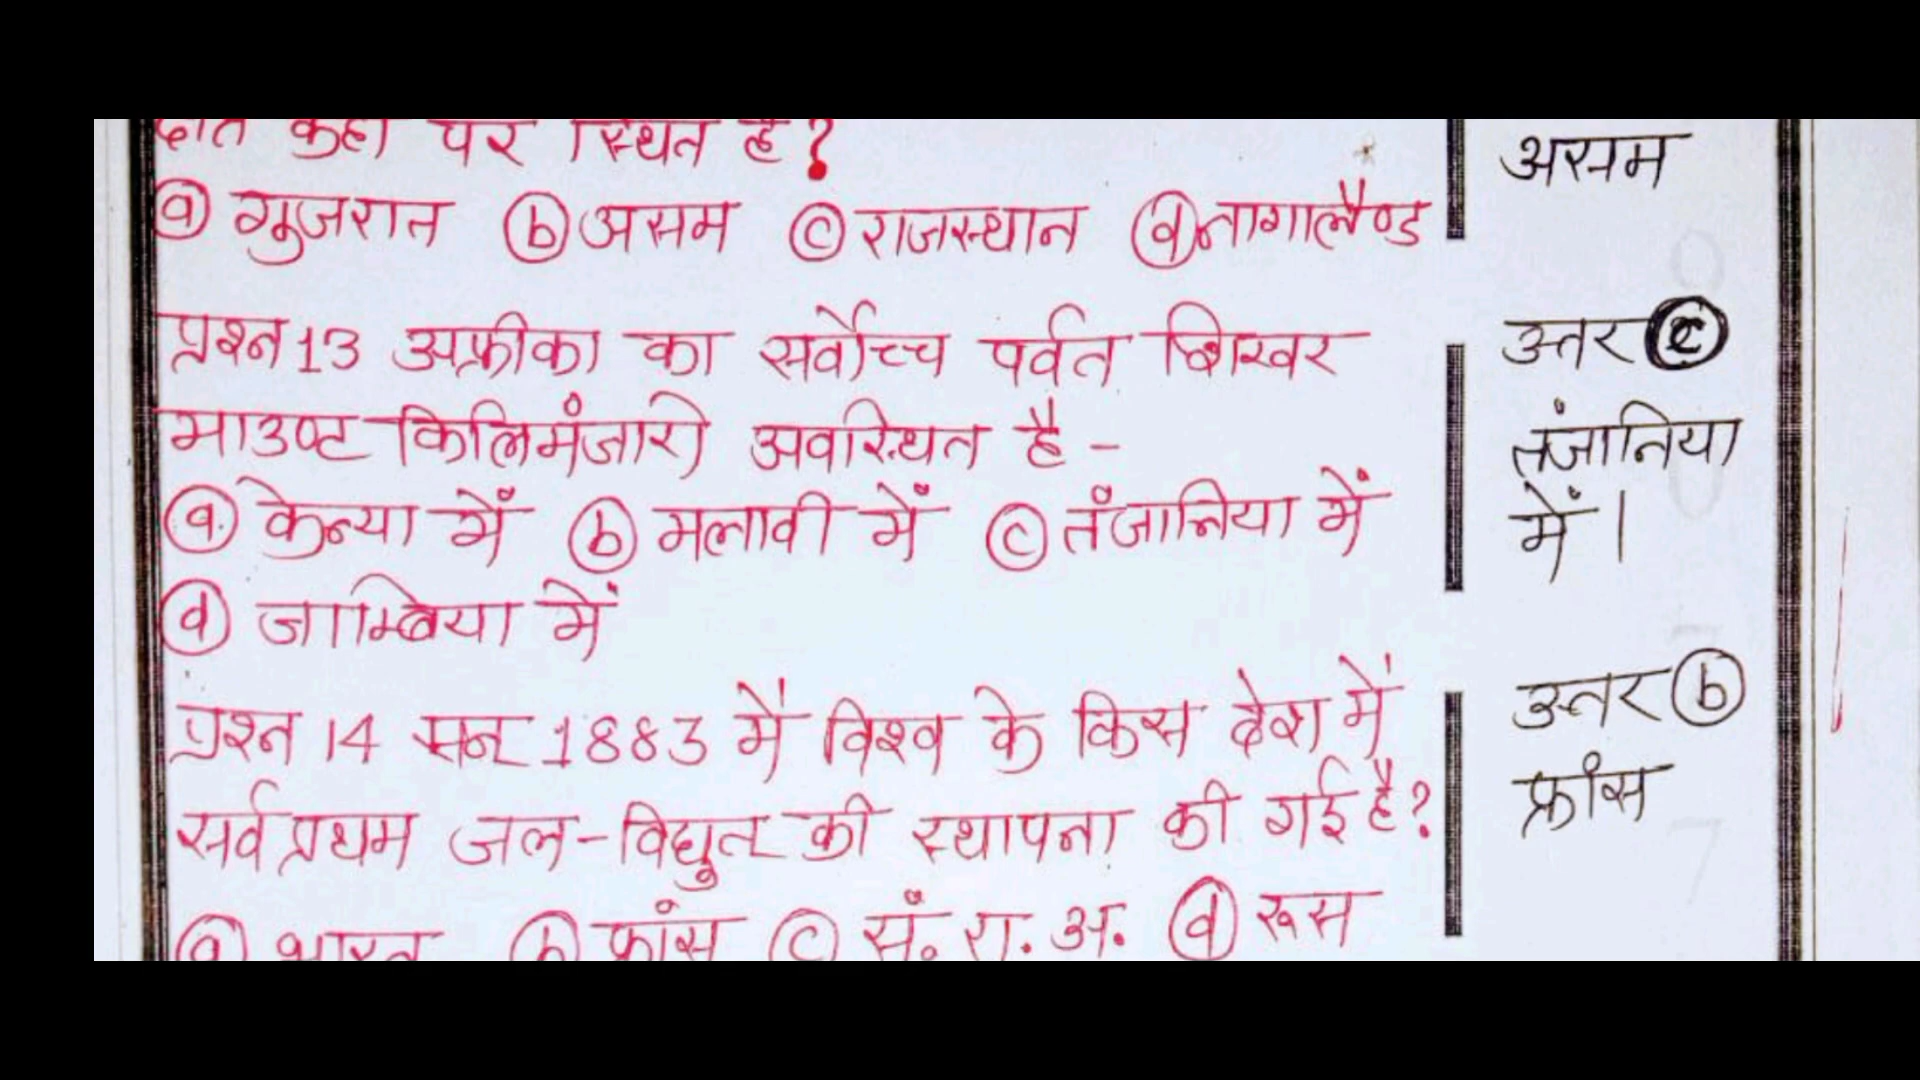 कहाँ पर स्थित है?
असम
ⓐ गुजरात ⓑ असम ⓒ राजस्थान ⓓ नागालैण्ड
प्रश्न 13 अफ्रीका का सर्वोच्च पर्वत शिखर
उत्तर ⓒ
माउण्ट किलिमंजारो अवस्थित है -
तंजानिया
ⓐ केन्या में ⓑ मलावी में ⓒ तंजानिया में
में।
ⓓ जाम्बिया में
प्रश्न 14 सन् 1883 में विश्व के किस देश में
उत्तर ⓑ
सर्वप्रथम जल-विद्युत की स्थापना की गई है?
फ्रांस
ⓐ भारत ⓑ फ्रांस ⓒ सं. रा. अ. ⓓ रूस